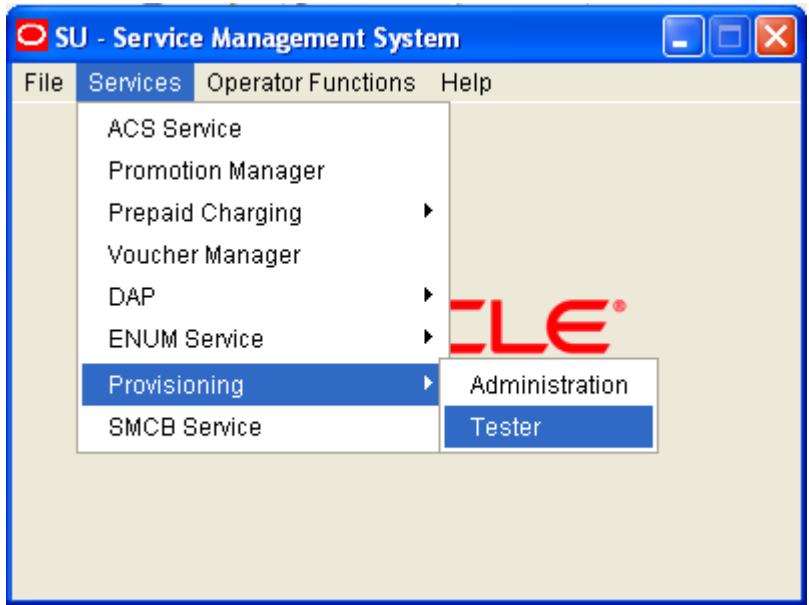 SU - Service Management System
File Services Operator Functions Help
ACS Service
Promotion Manager
Prepaid Charging
Voucher Manager
DAP
ENUM Service
CLE®
Provisioning
Administration
SMCB Service
Tester